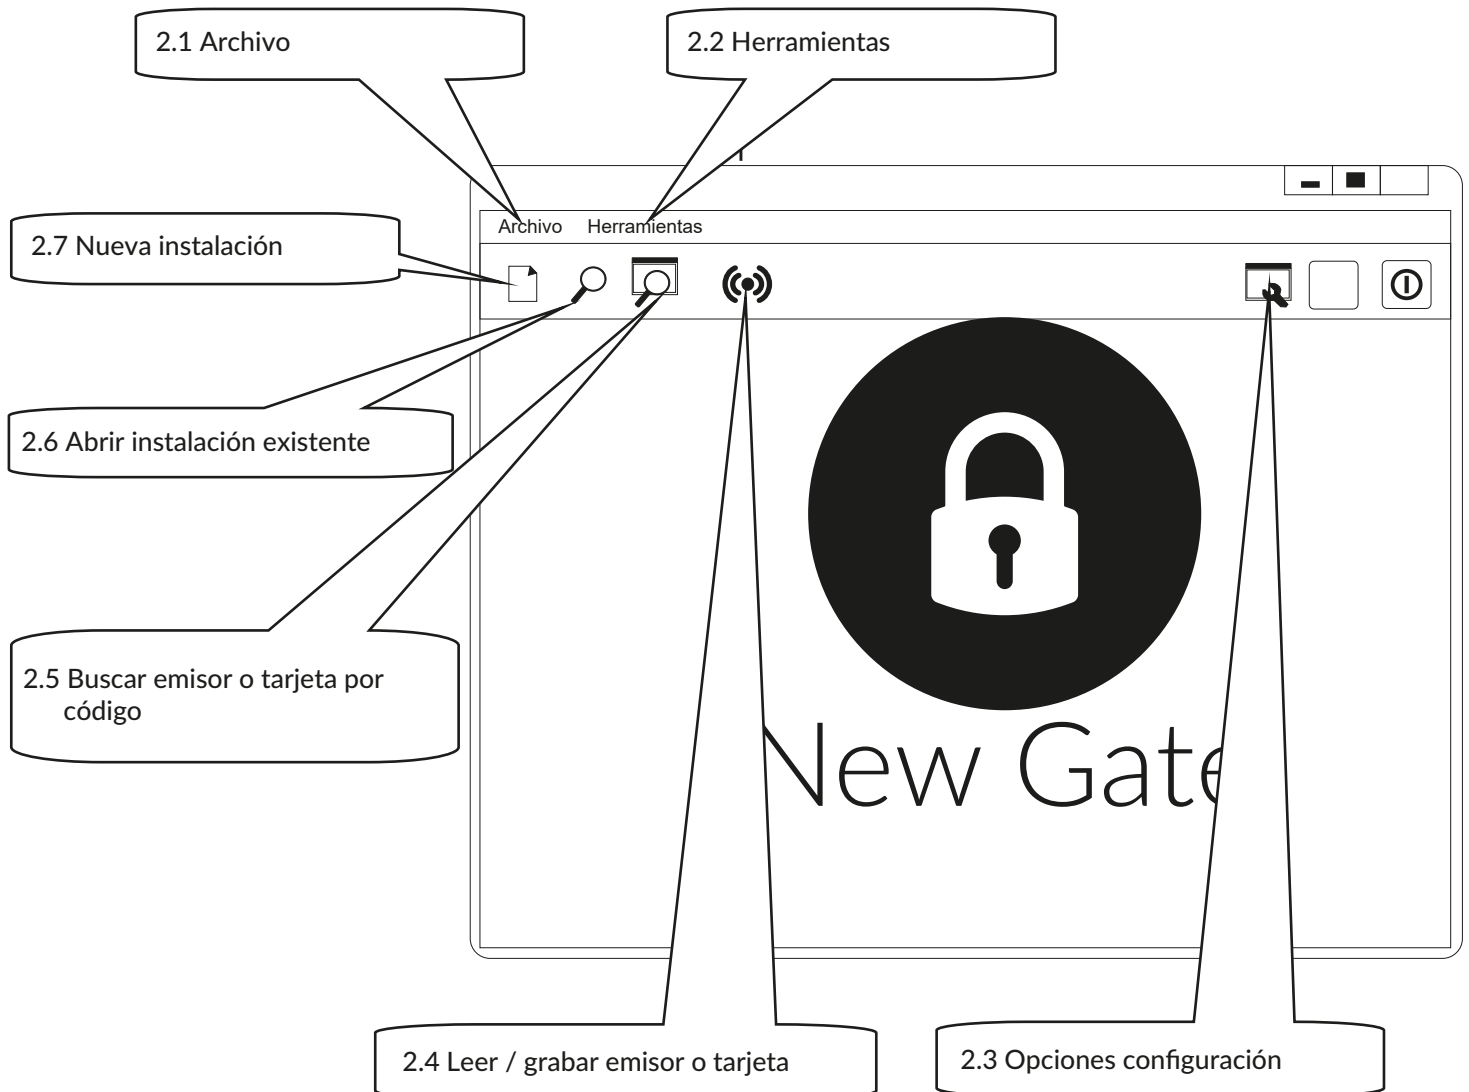 2.1 Archivo
2.2 Herramientas
Archivo Herramientas
2.7 Nueva instalación
2.6 Abrir instalación existente
2.5 Buscar emisor o tarjeta por
código
New Gate
2.4 Leer / grabar emisor o tarjeta
2.3 Opciones configuración